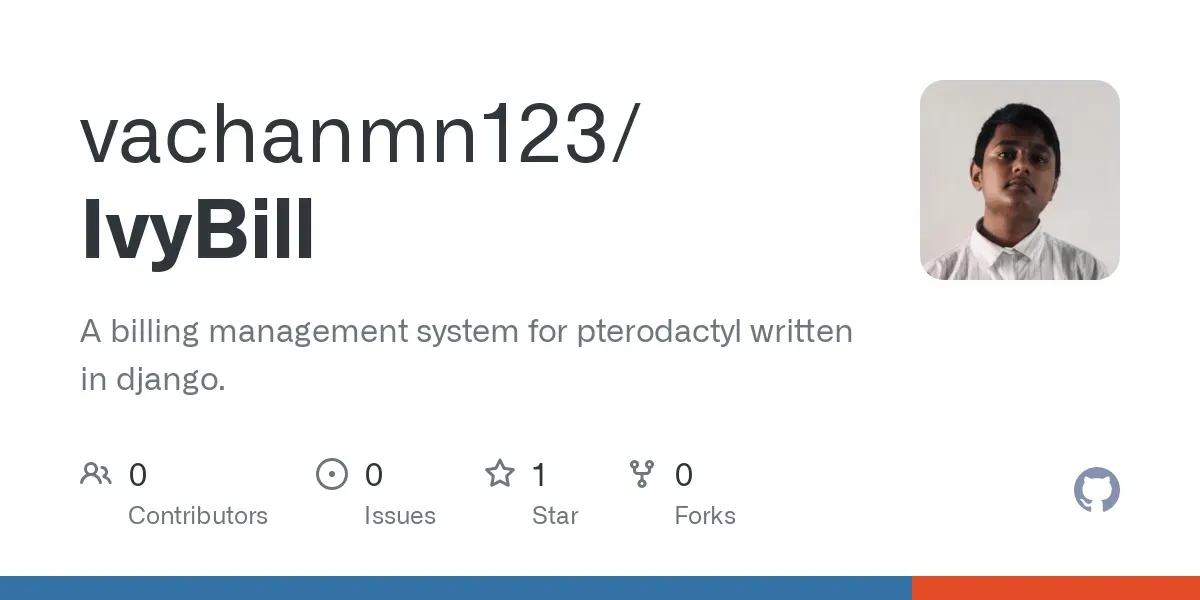 vachanmn123/
IvyBill
A billing management system for pterodactyl written
in django.
0 0 1 0
Contributors Issues Star Forks